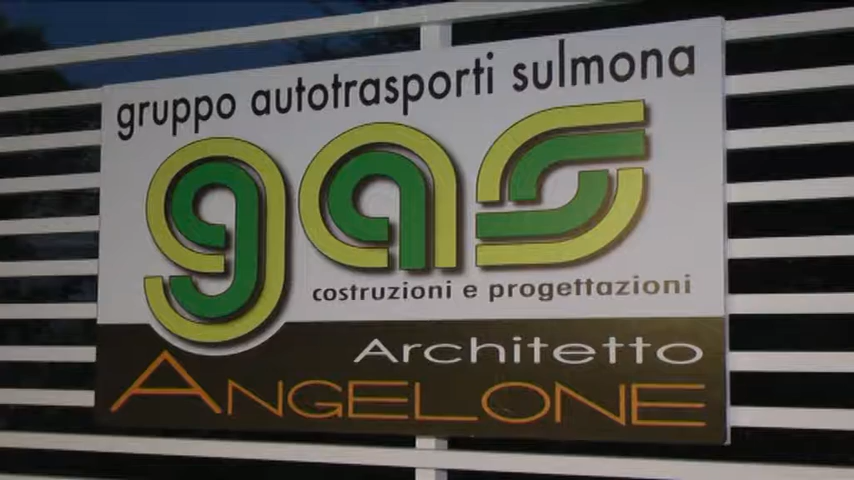 gruppo autotrasporti sulmona
gas
costruzioni e progettazioni
Architetto
ANGELONE